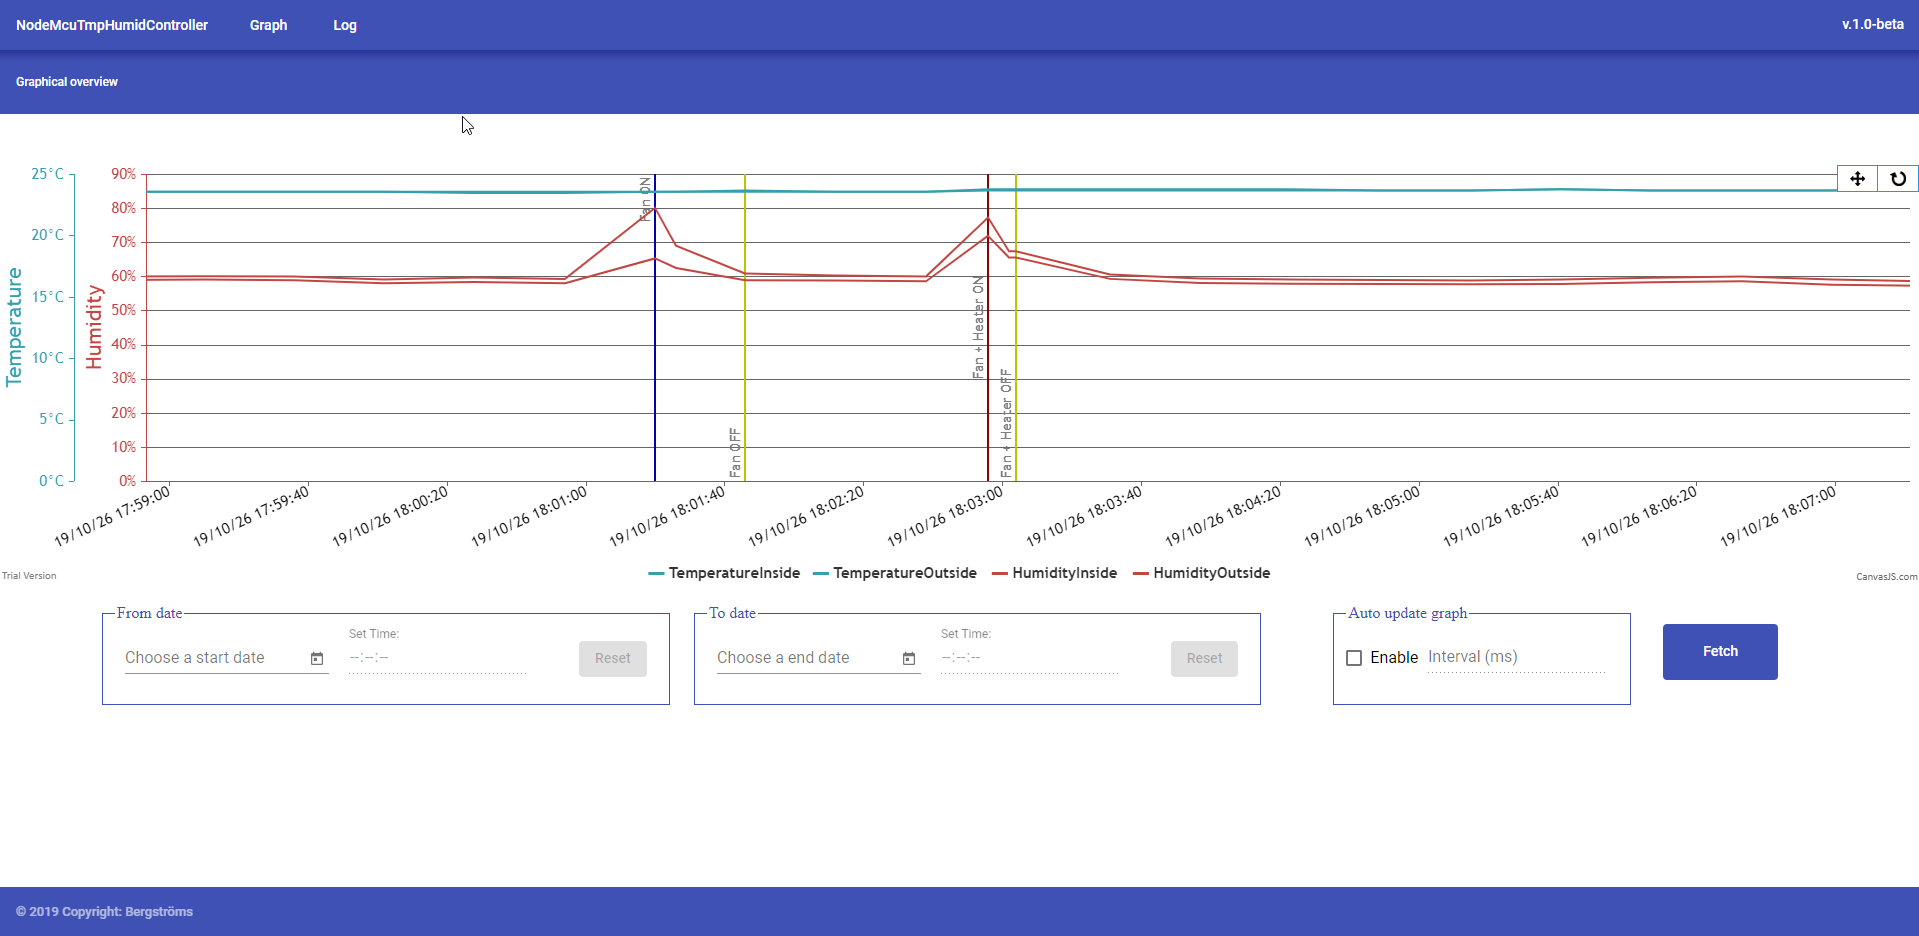 NodeMcuTmpHumidController Graph Log v.1.0-beta
Graphical overview
Temperature
25°C
20°C
15°C
10°C
5°C
0°C
Humidity
90%
80%
70%
60%
50%
40%
30%
20%
10%
0%
Fan ON
Fan OFF
Fan + Heater ON
Fan + Heater OFF
19/10/26 17:59:00
19/10/26 17:59:40
19/10/26 18:00:20
19/10/26 18:01:00
19/10/26 18:01:40
19/10/26 18:02:20
19/10/26 18:03:00
19/10/26 18:03:40
19/10/26 18:04:20
19/10/26 18:05:00
19/10/26 18:05:40
19/10/26 18:06:20
19/10/26 18:07:00
TemperatureInside TemperatureOutside HumidityInside HumidityOutside
Trial Version
CanvasJS.com
From date
Set Time:
Choose a start date --:--:-- Reset
To date
Set Time:
Choose a end date --:--:-- Reset
Auto update graph
Enable Interval (ms)
Fetch
© 2019 Copyright: Bergströms